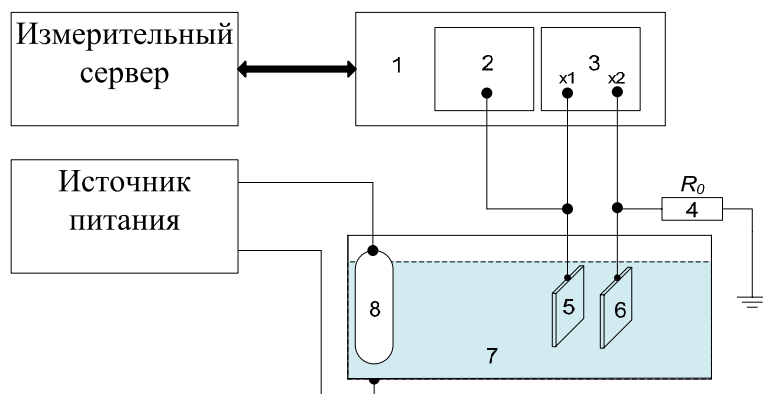 Измерительный
сервер
1
2
3
x1
x2
Источник
питания
R0
4
5
6
7
8